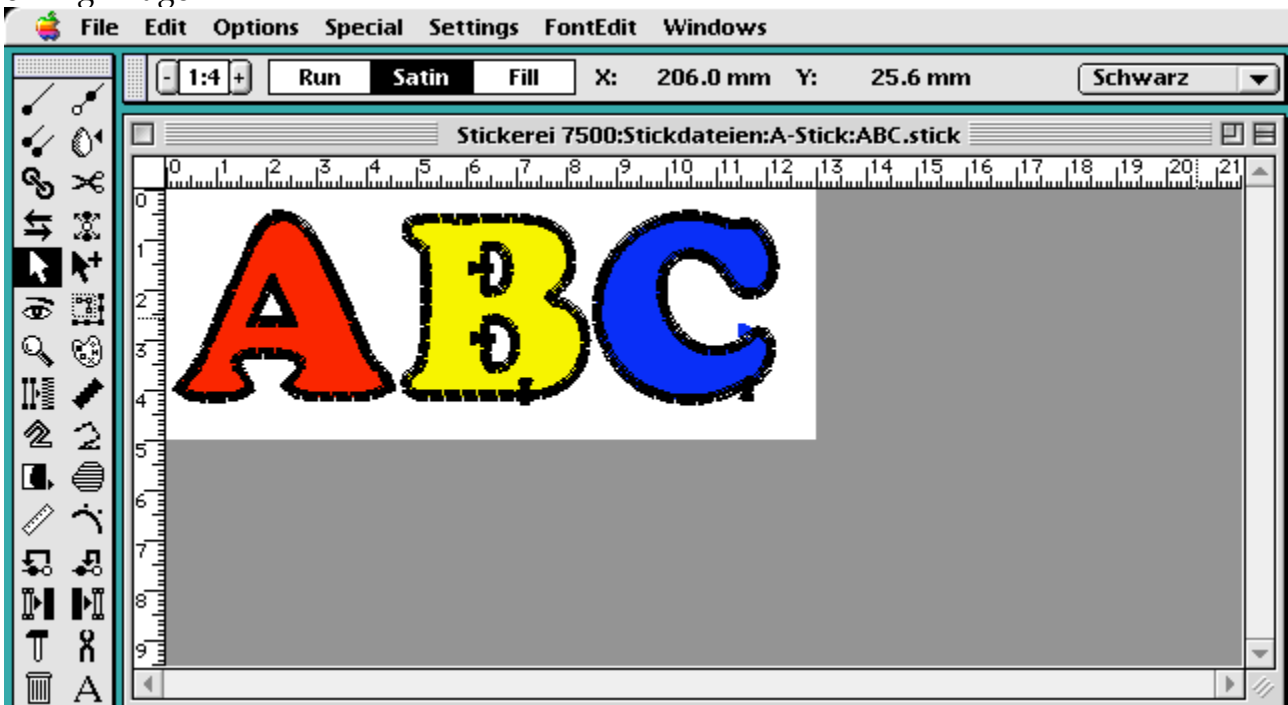 File Edit Options Special Settings FontEdit Windows
- 1:4 + Run Satin Fill X: 206.0 mm Y: 25.6 mm Schwarz
Stickerei 7500:Stickdateien:A-Stick:ABC.stick
0 1 2 3 4 5 6 7 8 9 10 11 12 13 14 15 16 17 18 19 20 21
0
ABC
1
2
3
4
5
6
7
8
9
T
A